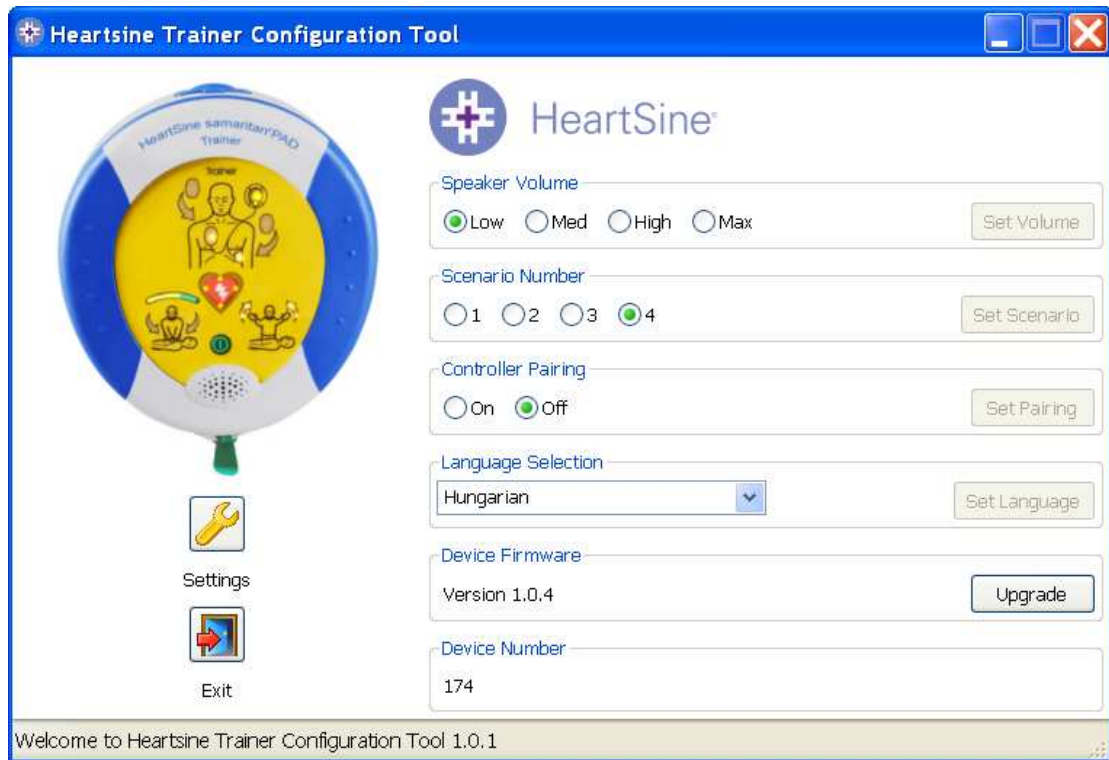 Heartsine Trainer Configuration Tool
HeartSine samaritan PAD
Trainer
Trainer
HeartSine
Speaker Volume
Low Med High Max Set Volume
Scenario Number
1 2 3 4 Set Scenario
Controller Pairing
On Off Set Pairing
Language Selection
Hungarian Set Language
Device Firmware
Version 1.0.4 Upgrade
Device Number
174
Settings
Exit
Welcome to Heartsine Trainer Configuration Tool 1.0.1